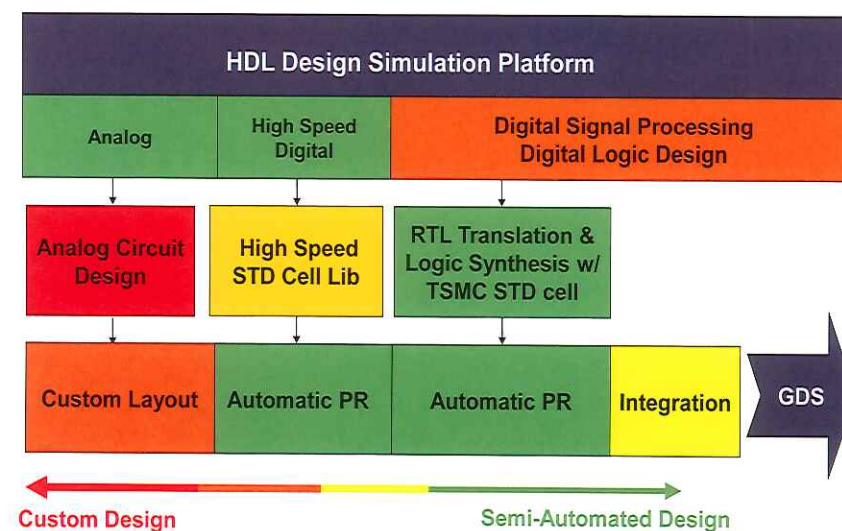 HDL Design Simulation Platform
Analog
High Speed
Digital
Digital Signal Processing
Digital Logic Design
Analog Circuit
Design
High Speed
STD Cell Lib
RTL Translation &
Logic Synthesis w/
TSMC STD cell
Custom Layout
Automatic PR
Automatic PR
Integration
GDS
Custom Design
Semi-Automated Design